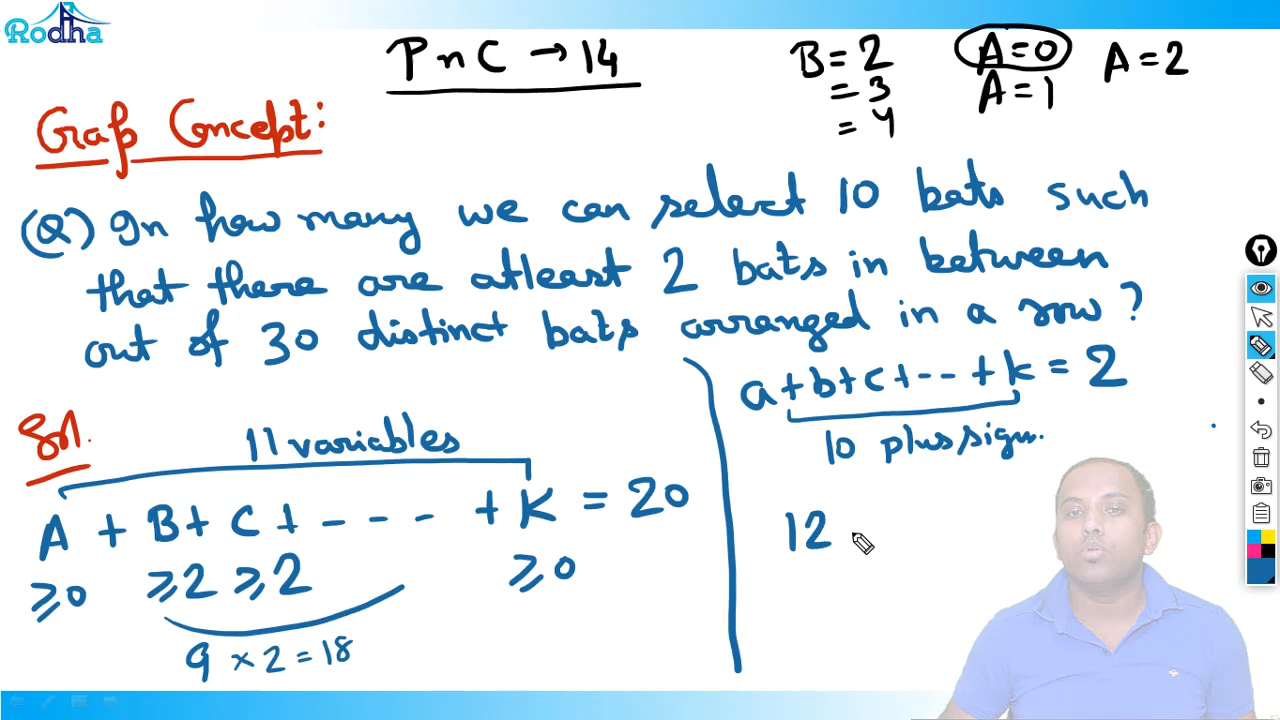 Rodha
P n C → 14
B = 2
= 3
= 4
A = 0
A = 1
A = 2
Gap Concept:
(Q) In how many we can select 10 bats such
that there are atleast 2 bats in between
out of 30 distinct bats arranged in a row ?
Sol.
11 variables
A + B + C + - - - + K = 20
≥0 ≥2 ≥2 ≥0
9 × 2 = 18
a + b + c + - - + k = 2
10 plus sign.
12